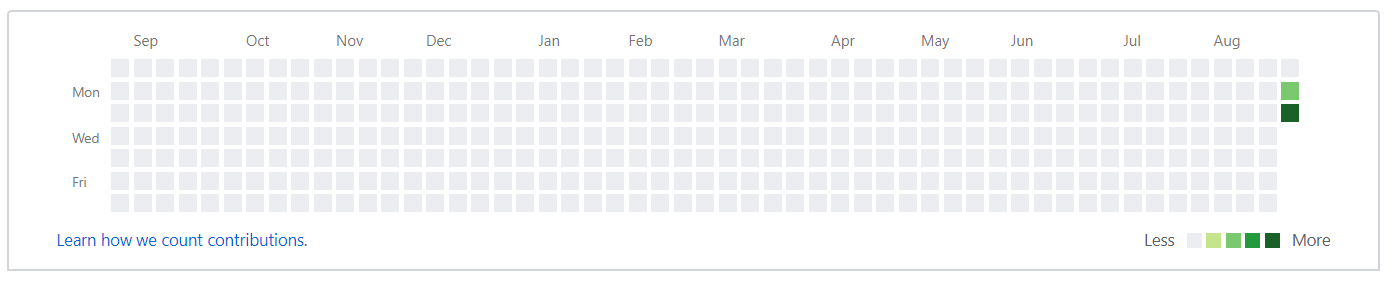 Sep Oct Nov Dec Jan Feb Mar Apr May Jun Jul Aug
Mon
Wed
Fri
Learn how we count contributions. Less More